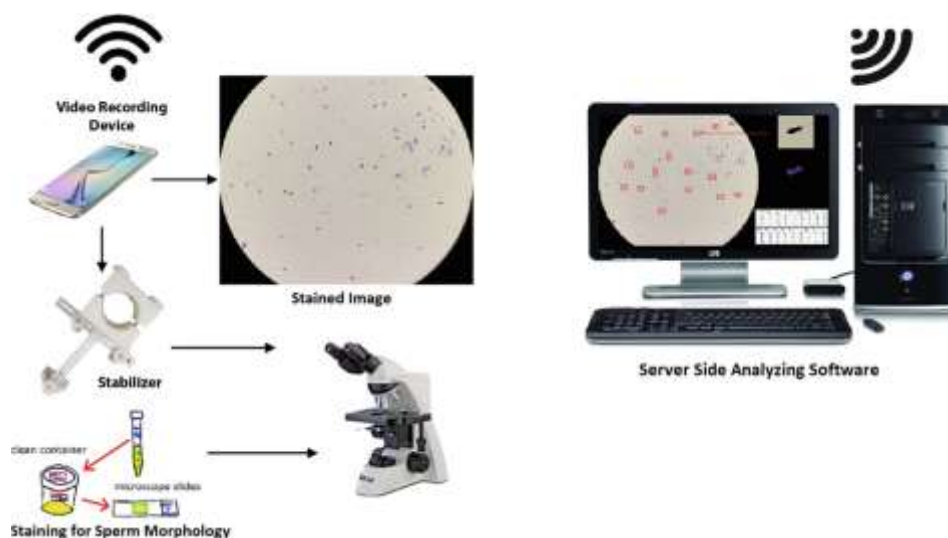 Video Recording
Device
Stained Image
Stabilizer
clean container
microscope slides
Staining for Sperm Morphology
Server Side Analyzing Software